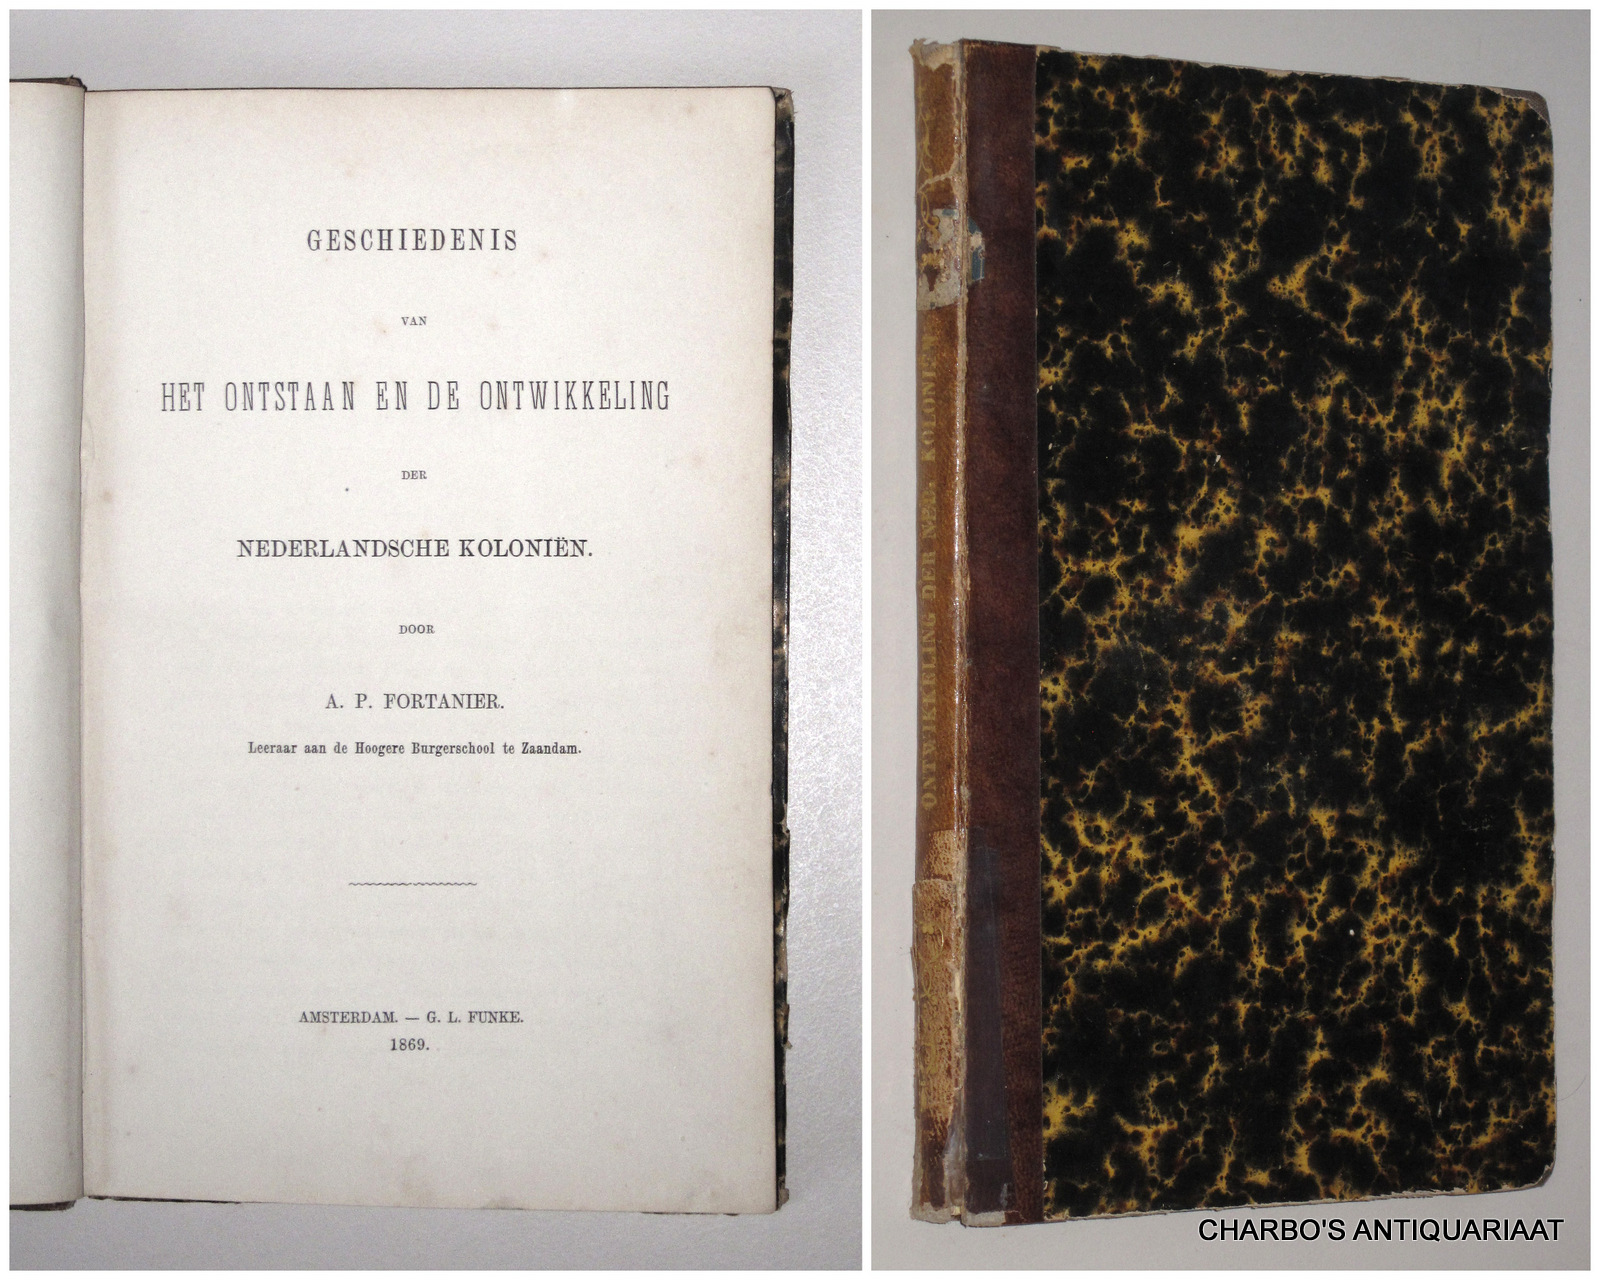 GESCHIEDENIS
VAN
HET ONTSTAAN EN DE ONTWIKKELING
DER
NEDERLANDSCHE KOLONIËN.
DOOR
A. P. FORTANIER.
Leeraar aan de Hoogere Burgerschool te Zaandam.
AMSTERDAM. — G. L. FUNKE.
1869.
ONTWIKKELING DER NED. KOLONIEN
CHARBO'S ANTIQUARIAAT